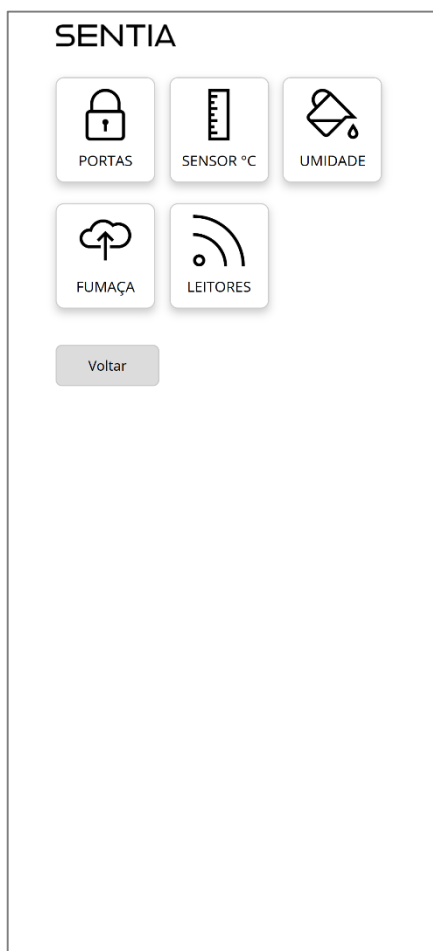 SENTIA
PORTAS
SENSOR °C
UMIDADE
FUMAÇA
LEITORES
Voltar